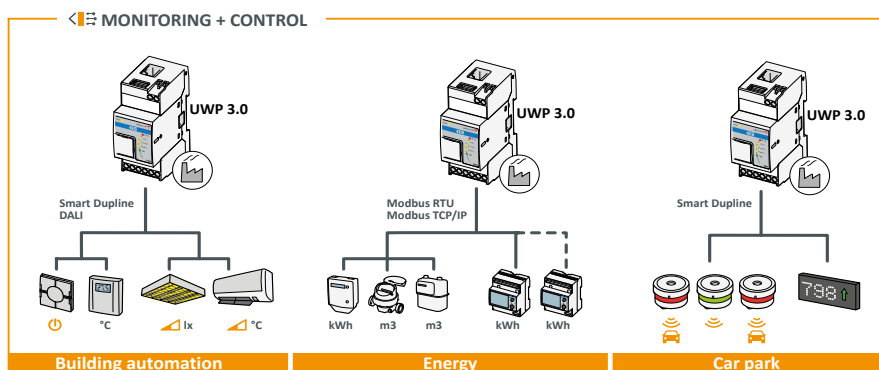 MONITORING + CONTROL
UWP 3.0
Smart Dupline
DALI
°C
lx
°C
Building automation
UWP 3.0
Modbus RTU
Modbus TCP/IP
kWh
m3
m3
kWh
kWh
Energy
UWP 3.0
Smart Dupline
798
Car park